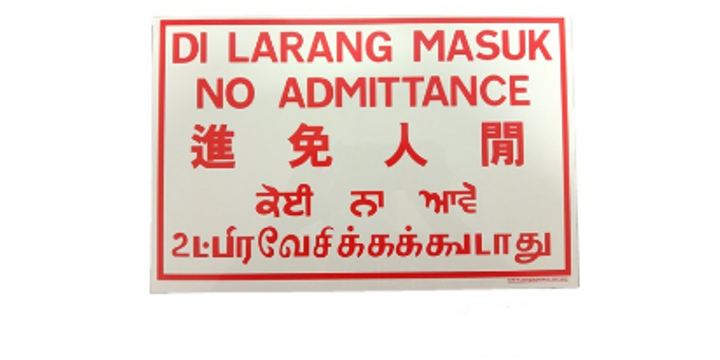 DI LARANG MASUK
NO ADMITTANCE
進 免 人 閒
ਕੋਈ ਨਾ ਆਵੇ
உட்பிரவேசிக்கக்கூடாது